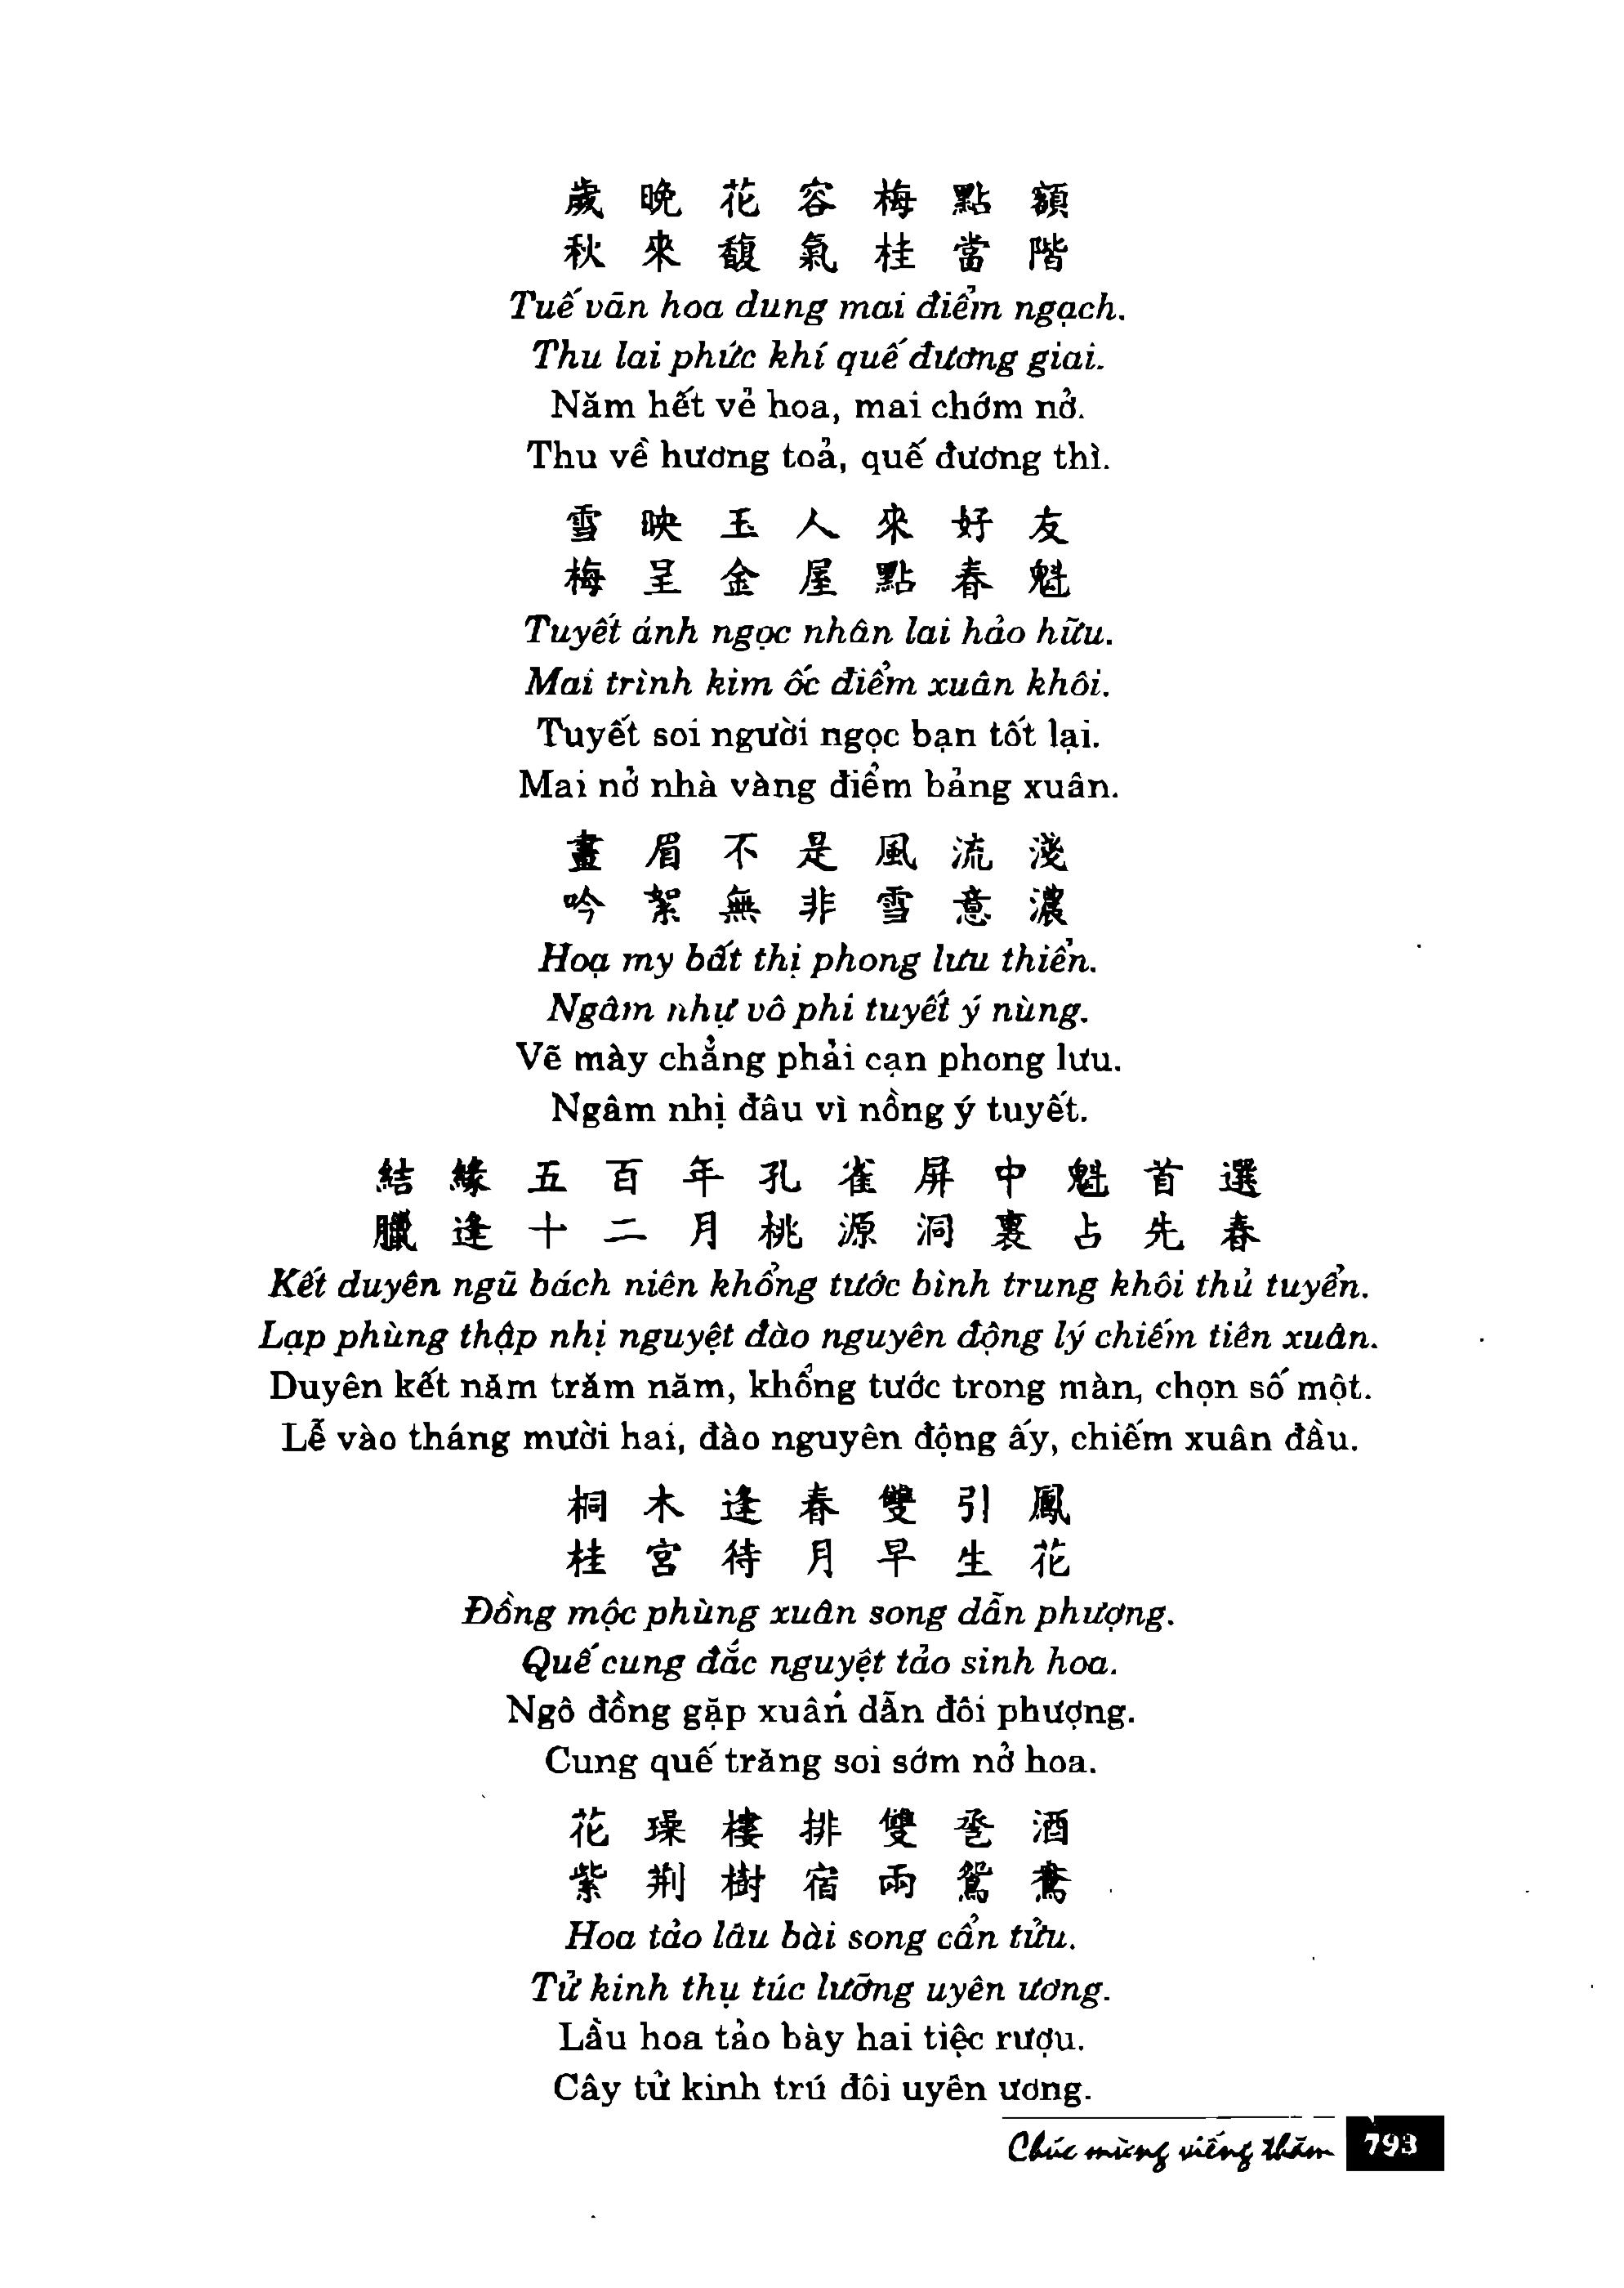 歲晚花容梅點額
秋來馥氣桂當階
Tuế vãn hoa dung mai điểm ngạch.
Thu lai phức khí quế đương giai.
Năm hết vẻ hoa, mai chớm nở.
Thu về hương toả, quế đương thì.
雪映玉人來好友
梅呈金屋點春魁
Tuyết ánh ngọc nhân lai hảo hữu.
Mai trình kim ốc điểm xuân khôi.
Tuyết soi người ngọc bạn tốt lại.
Mai nở nhà vàng điểm bảng xuân.
畫眉不是風流淺
吟絮無非雪意濃
Hoạ my bất thị phong lưu thiển.
Ngâm như vô phi tuyết ý nùng.
Vẽ mày chẳng phải cạn phong lưu.
Ngâm nhị đâu vì nồng ý tuyết.
結緣五百年孔雀屏中魁首選
臘逢十二月桃源洞裏占先春
Kết duyên ngũ bách niên khổng tước bình trung khôi thủ tuyển.
Lạp phùng thập nhị nguyệt đào nguyên động lý chiếm tiên xuân.
Duyên kết năm trăm năm, khổng tước trong màn, chọn số một.
Lễ vào tháng mười hai, đào nguyên động ấy, chiếm xuân đầu.
桐木逢春雙引鳳
桂宮待月早生花
Đồng mộc phùng xuân song dẫn phượng.
Quế cung đắc nguyệt tảo sinh hoa.
Ngô đồng gặp xuân dẫn đôi phượng.
Cung quế trăng soi sớm nở hoa.
花璪樓排雙卺酒
紫荆樹宿兩鴛鴦
Hoa tảo lâu bài song cẩn tửu.
Tử kinh thụ túc lưỡng uyên ương.
Lầu hoa tảo bày hai tiệc rượu.
Cây tử kinh trú đôi uyên ương.
Chúc mừng viếng thăm 793